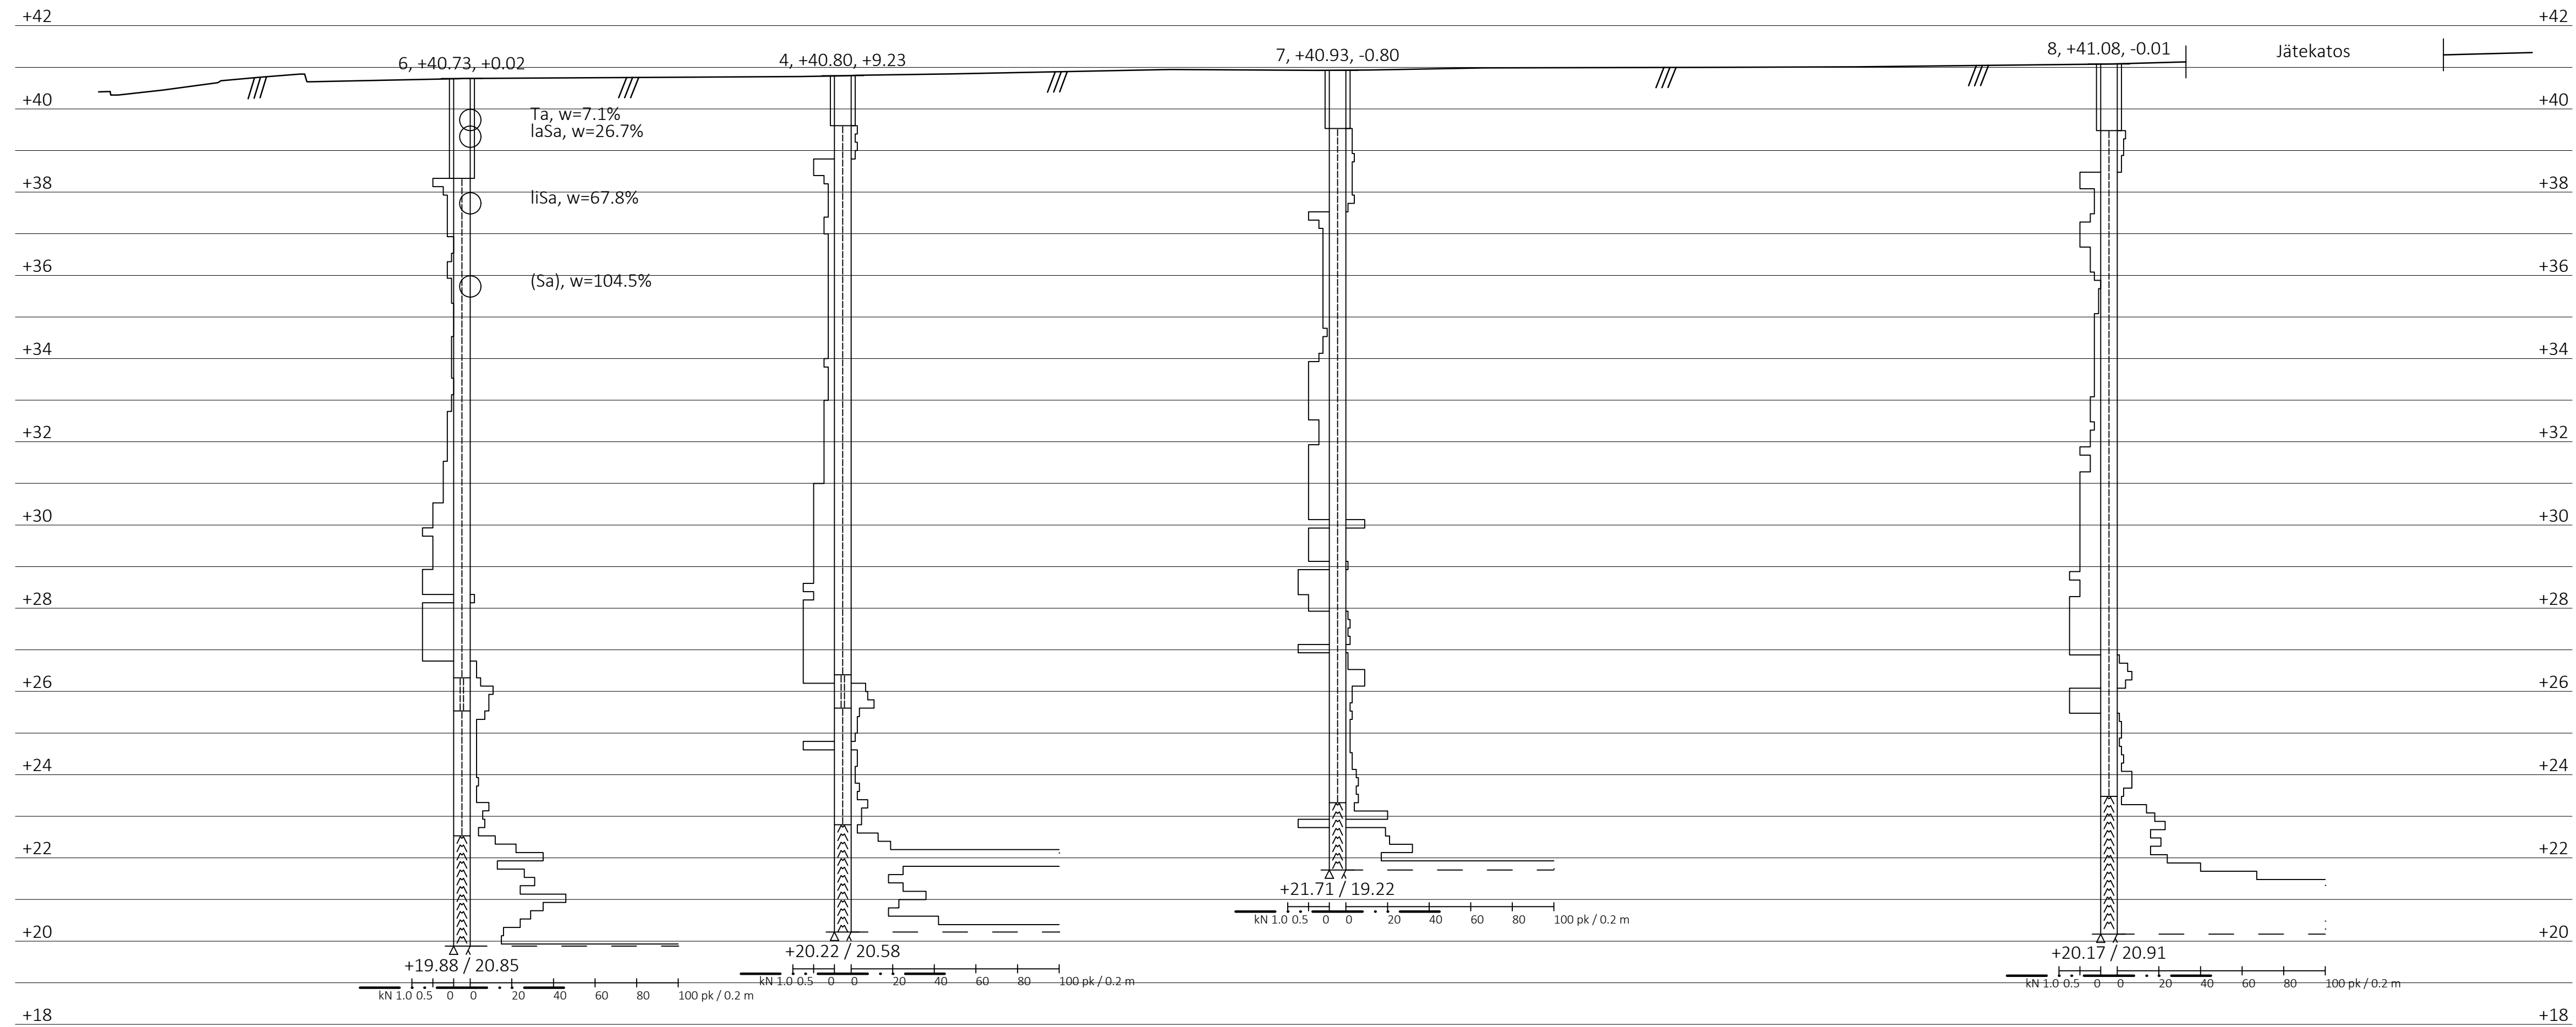 +42 +42
6, +40.73, +0.02
4, +40.80, +9.23
7, +40.93, -0.80
8, +41.08, -0.01
Jätekatos
+40 +40
Ta, w=7.1%
laSa, w=26.7%
+38 +38
liSa, w=67.8%
+36 +36
(Sa), w=104.5%
+34 +34
+32 +32
+30 +30
+28 +28
+26 +26
+24 +24
+22 +22
+20 +20
+19.88 / 20.85
kN 1.0 0.5 0 0 20 40 60 80 100 pk / 0.2 m
+20.22 / 20.58
kN 1.0 0.5 0 0 20 40 60 80 100 pk / 0.2 m
+21.71 / 19.22
kN 1.0 0.5 0 0 20 40 60 80 100 pk / 0.2 m
+20.17 / 20.91
kN 1.0 0.5 0 0 20 40 60 80 100 pk / 0.2 m
+18 +18